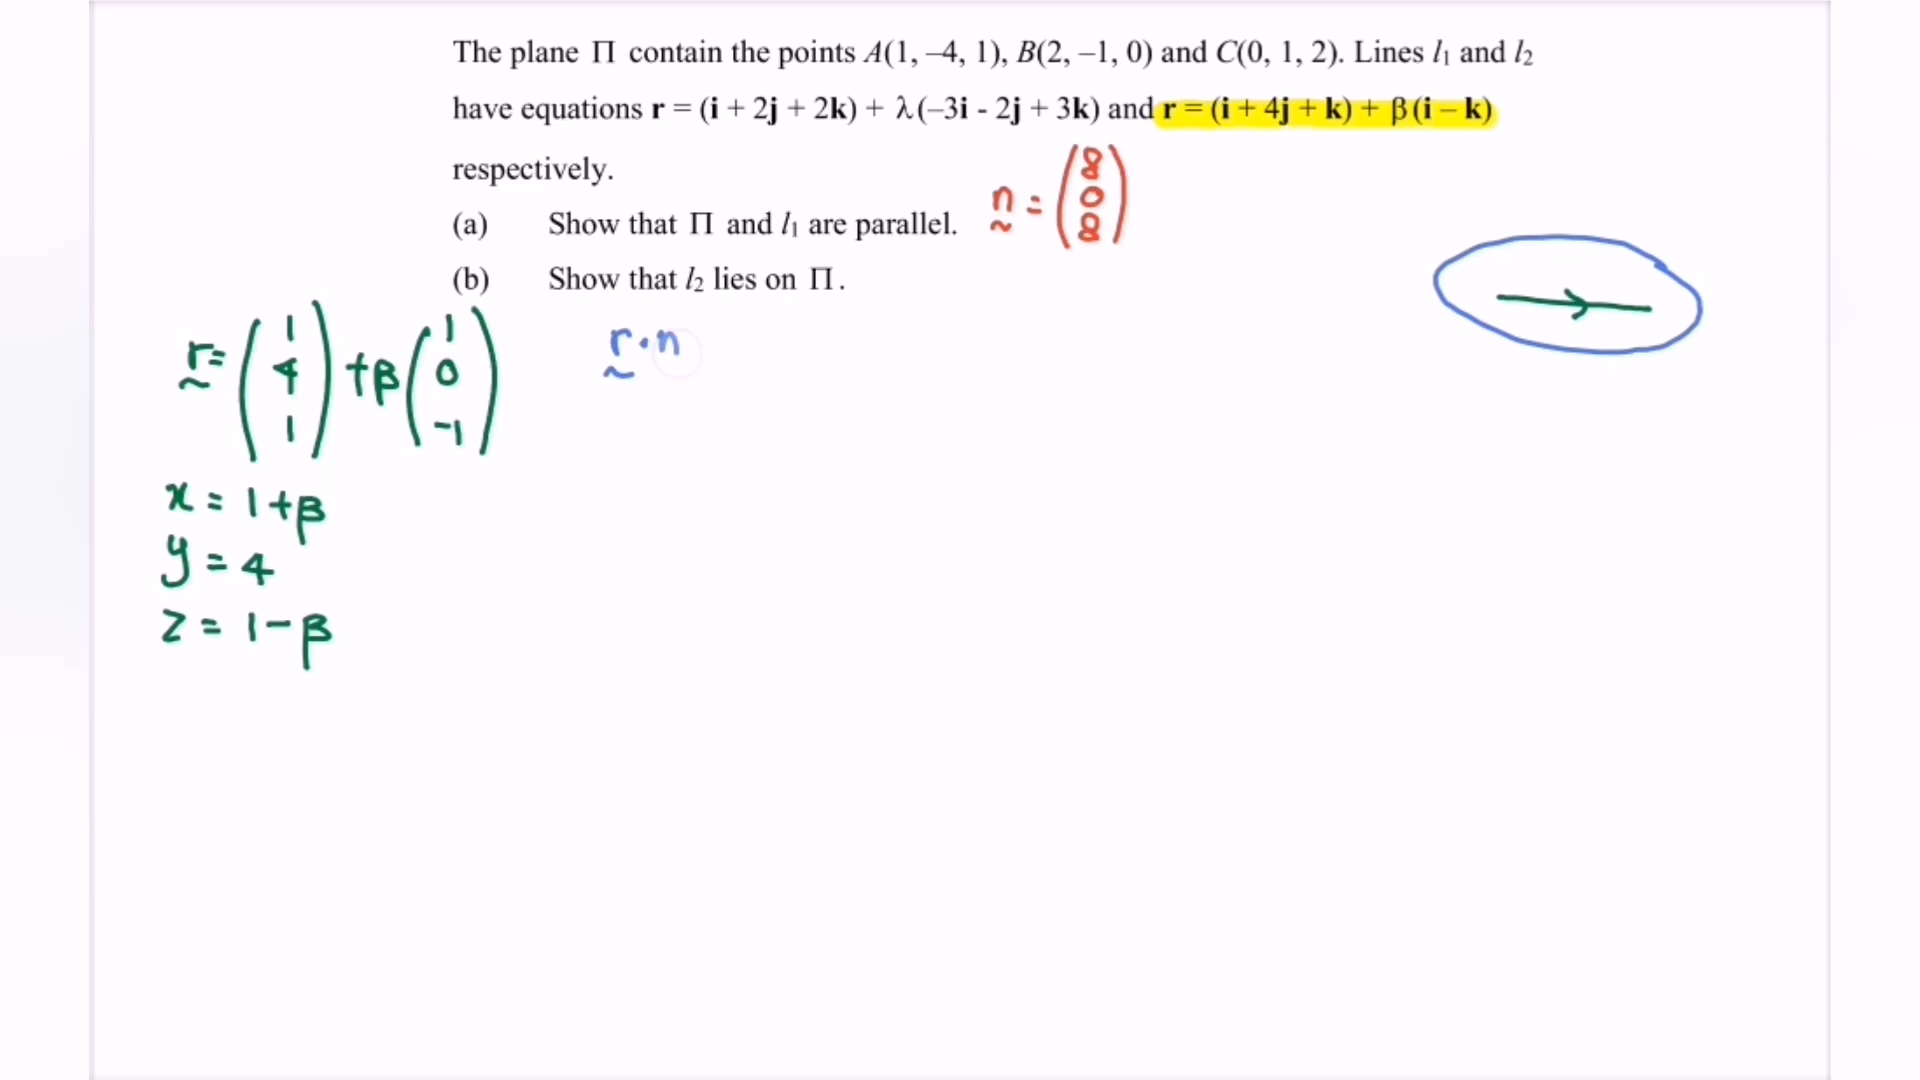 The plane Π contain the points A(1, –4, 1), B(2, –1, 0) and C(0, 1, 2). Lines l₁ and l₂
have equations r = (i + 2j + 2k) + λ(–3i - 2j + 3k) and r = (i + 4j + k) + β(i – k)
respectively.
n = (8 0 8)
(a) Show that Π and l₁ are parallel.
(b) Show that l₂ lies on Π.
r = (1 4 1) + β(1 0 -1)
r · n
x = 1 + β
y = 4
z = 1 - β